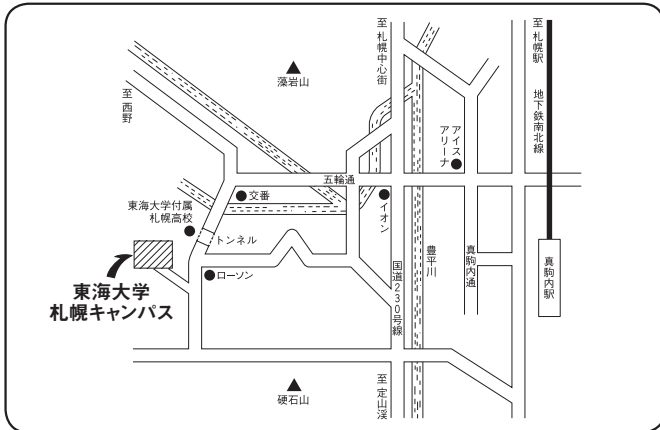 至西野
藻岩山
至札幌中心街
至札幌駅
地下鉄南北線
アイス
アリーナ
五輪通
交番
イオン
東海大学付属
札幌高校
トンネル
ローソン
東海大学
札幌キャンパス
国道230号線
豊平川
真駒内通
真駒内駅
硬石山
至定山渓